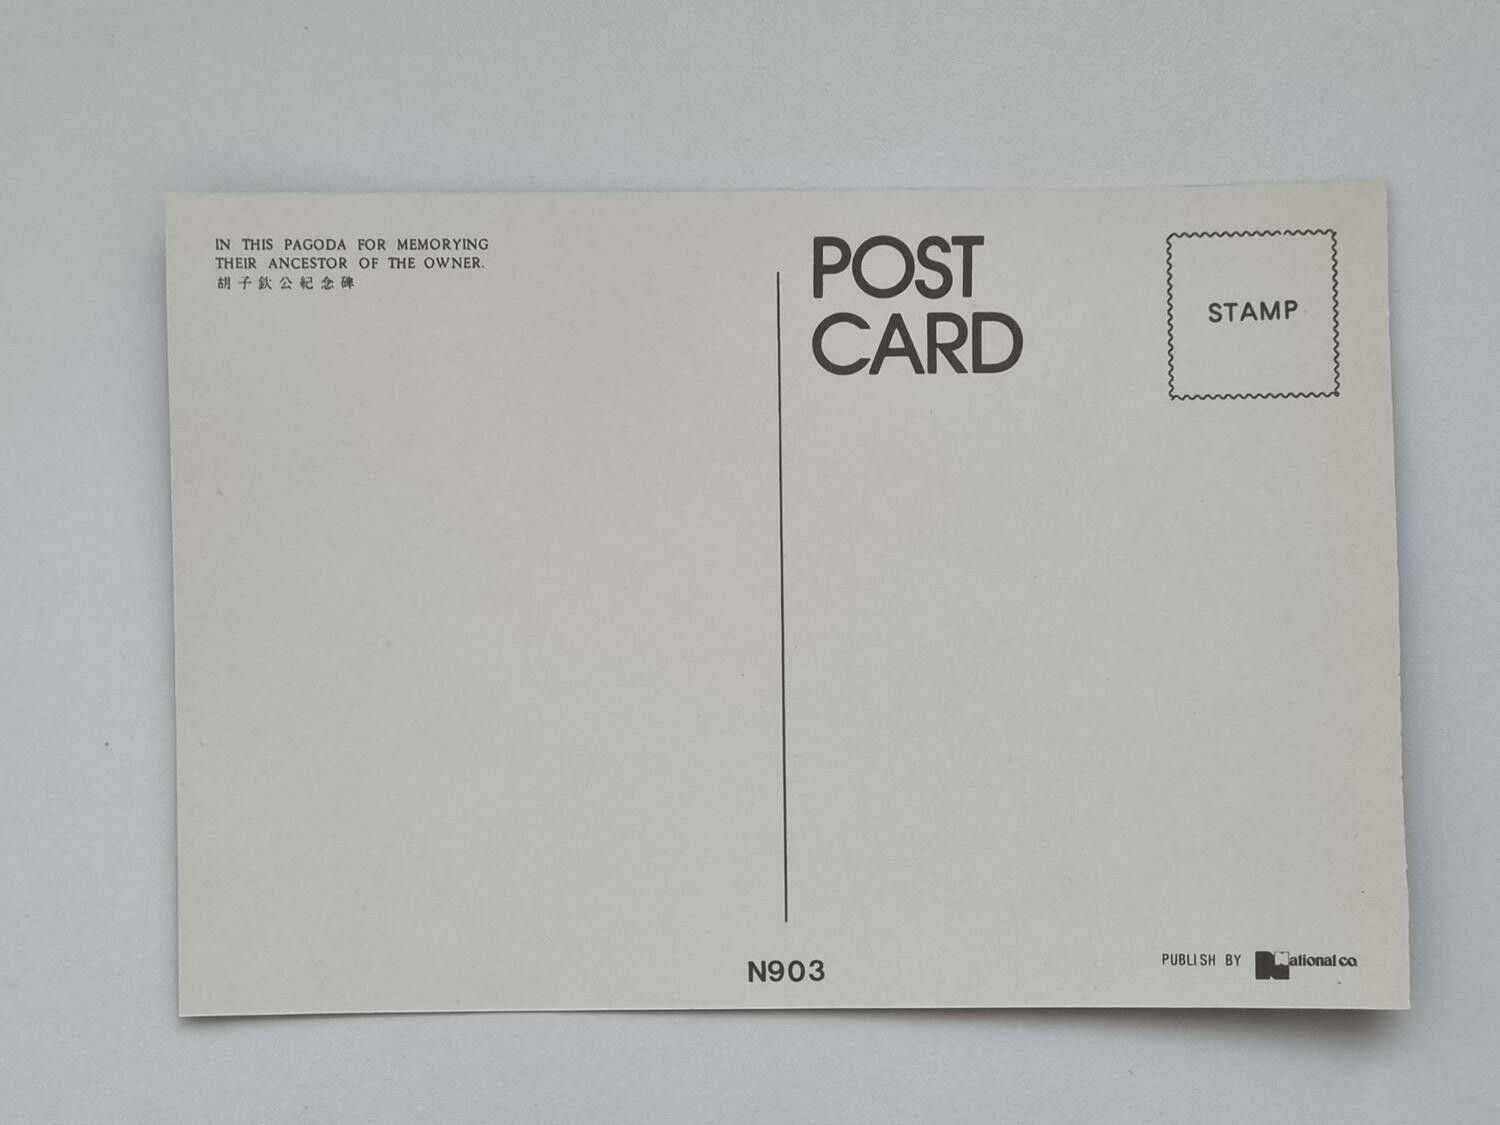 IN THIS PAGODA FOR MEMORYING
THEIR ANCESTOR OF THE OWNER.
胡子欽公紀念碑
POST
CARD
STAMP
N903
PUBLISH BY National co.